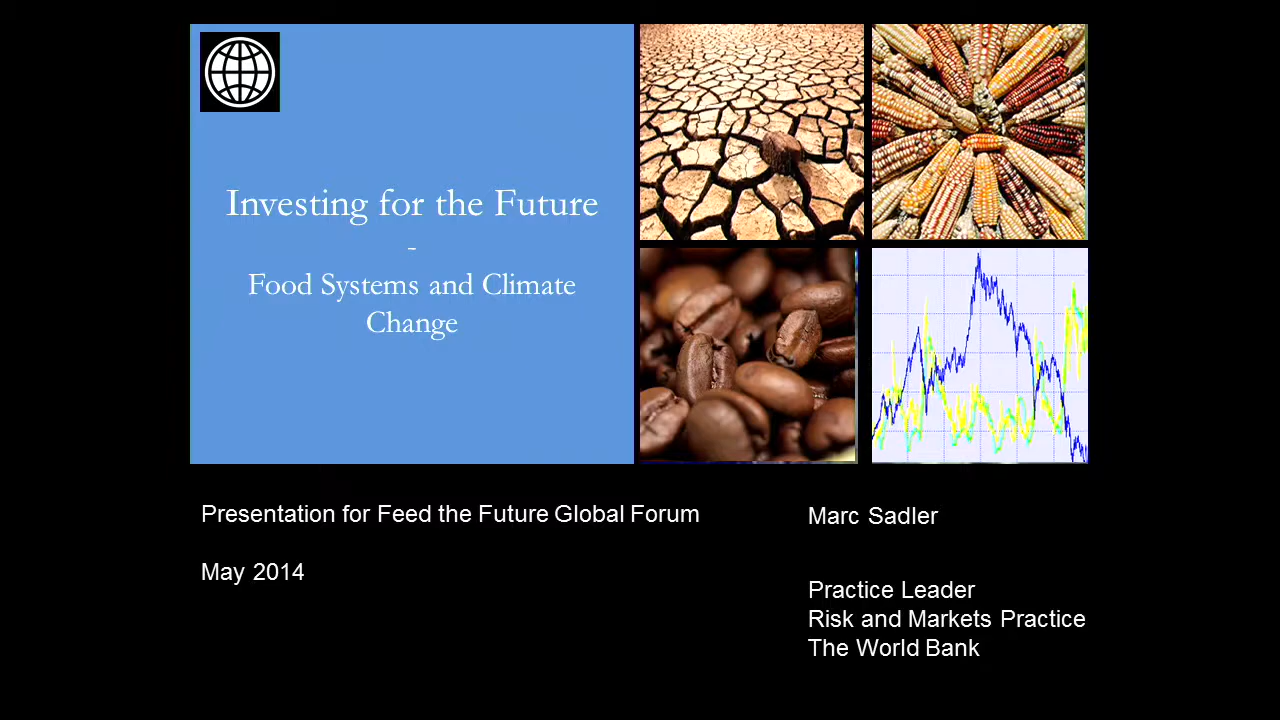 Investing for the Future
-
Food Systems and Climate
Change
Presentation for Feed the Future Global Forum
May 2014
Marc Sadler
Practice Leader
Risk and Markets Practice
The World Bank